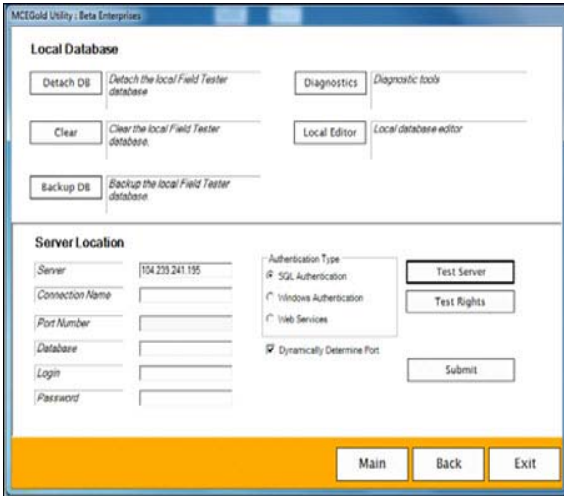 MCEGold Utility : Beta Enterprises
Local Database
Detach DB
Detach the local Field Tester
database
Diagnostics
Diagnostic tools
Clear
Clear the local Field Tester
database.
Local Editor
Local database editor
Backup DB
Backup the local Field Tester
database.
Server Location
Server
104.235.241.195
Connection Name
Port Number
Database
Login
Password
Authentication Type
SQL Authentication
Windows Authentication
Web Services
Dynamically Determine Port
Test Server
Test Rights
Submit
Main
Back
Exit